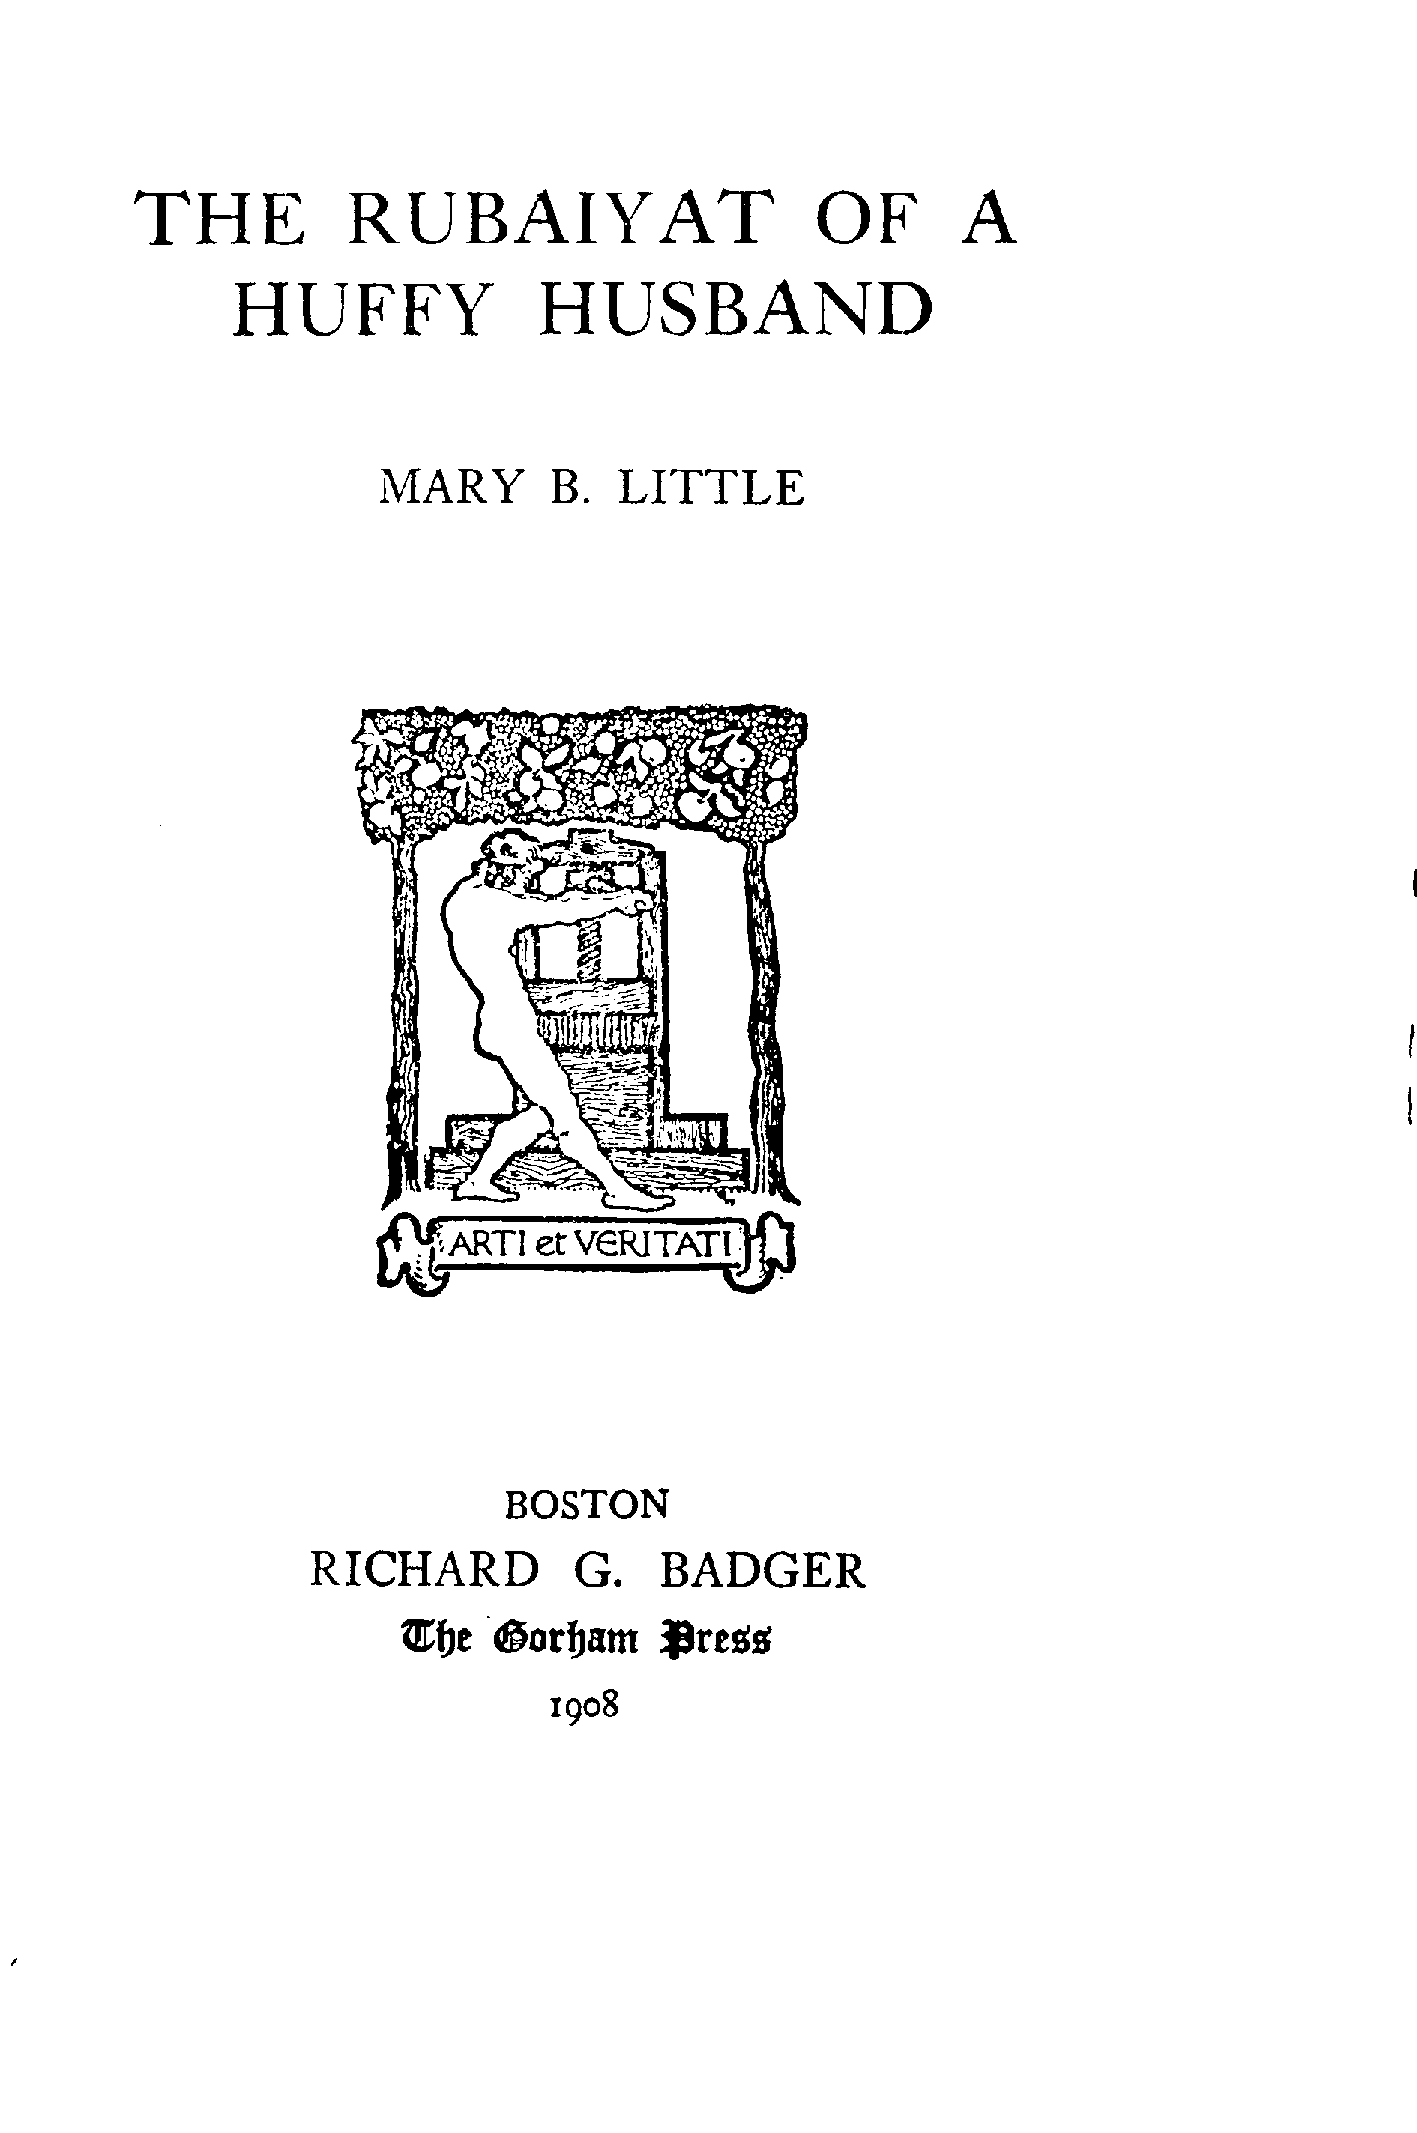 THE RUBAIYAT OF A
HUFFY HUSBAND
MARY B. LITTLE
ARTI et VERITATI
BOSTON
RICHARD G. BADGER
The Gorham Press
1908